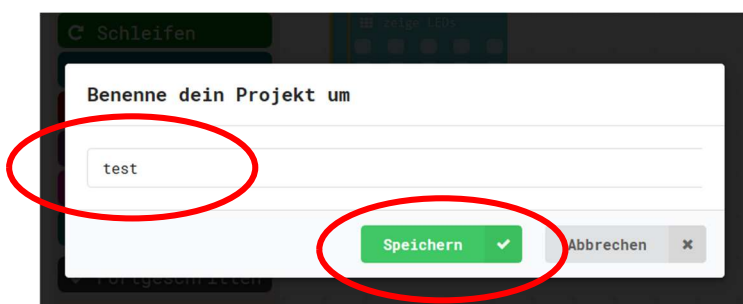 Schleifen
zeige LEDs
Benenne dein Projekt um
test
Speichern
Abbrechen
Fortgeschritten